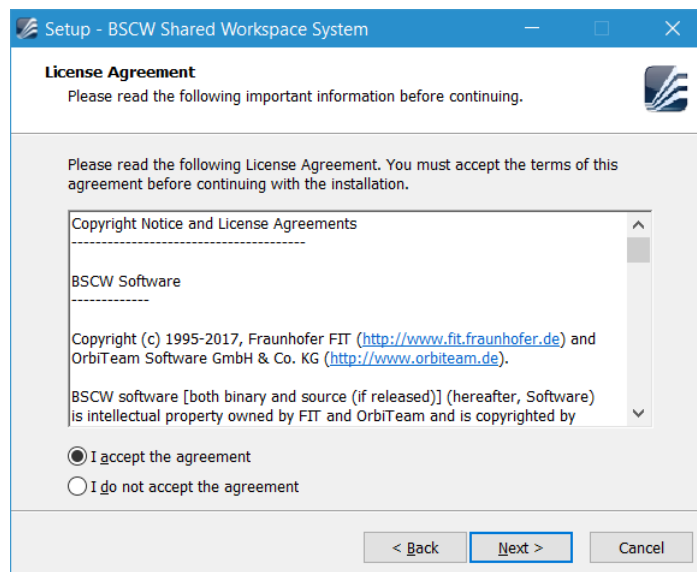 Setup - BSCW Shared Workspace System
License Agreement
Please read the following important information before continuing.
Please read the following License Agreement. You must accept the terms of this
agreement before continuing with the installation.
Copyright Notice and License Agreements
---------------------------------------
BSCW Software
-------------
Copyright (c) 1995-2017, Fraunhofer FIT (http://www.fit.fraunhofer.de) and
OrbiTeam Software GmbH & Co. KG (http://www.orbiteam.de).
BSCW software [both binary and source (if released)] (hereafter, Software)
is intellectual property owned by FIT and OrbiTeam and is copyrighted by
I accept the agreement
I do not accept the agreement
< Back Next > Cancel